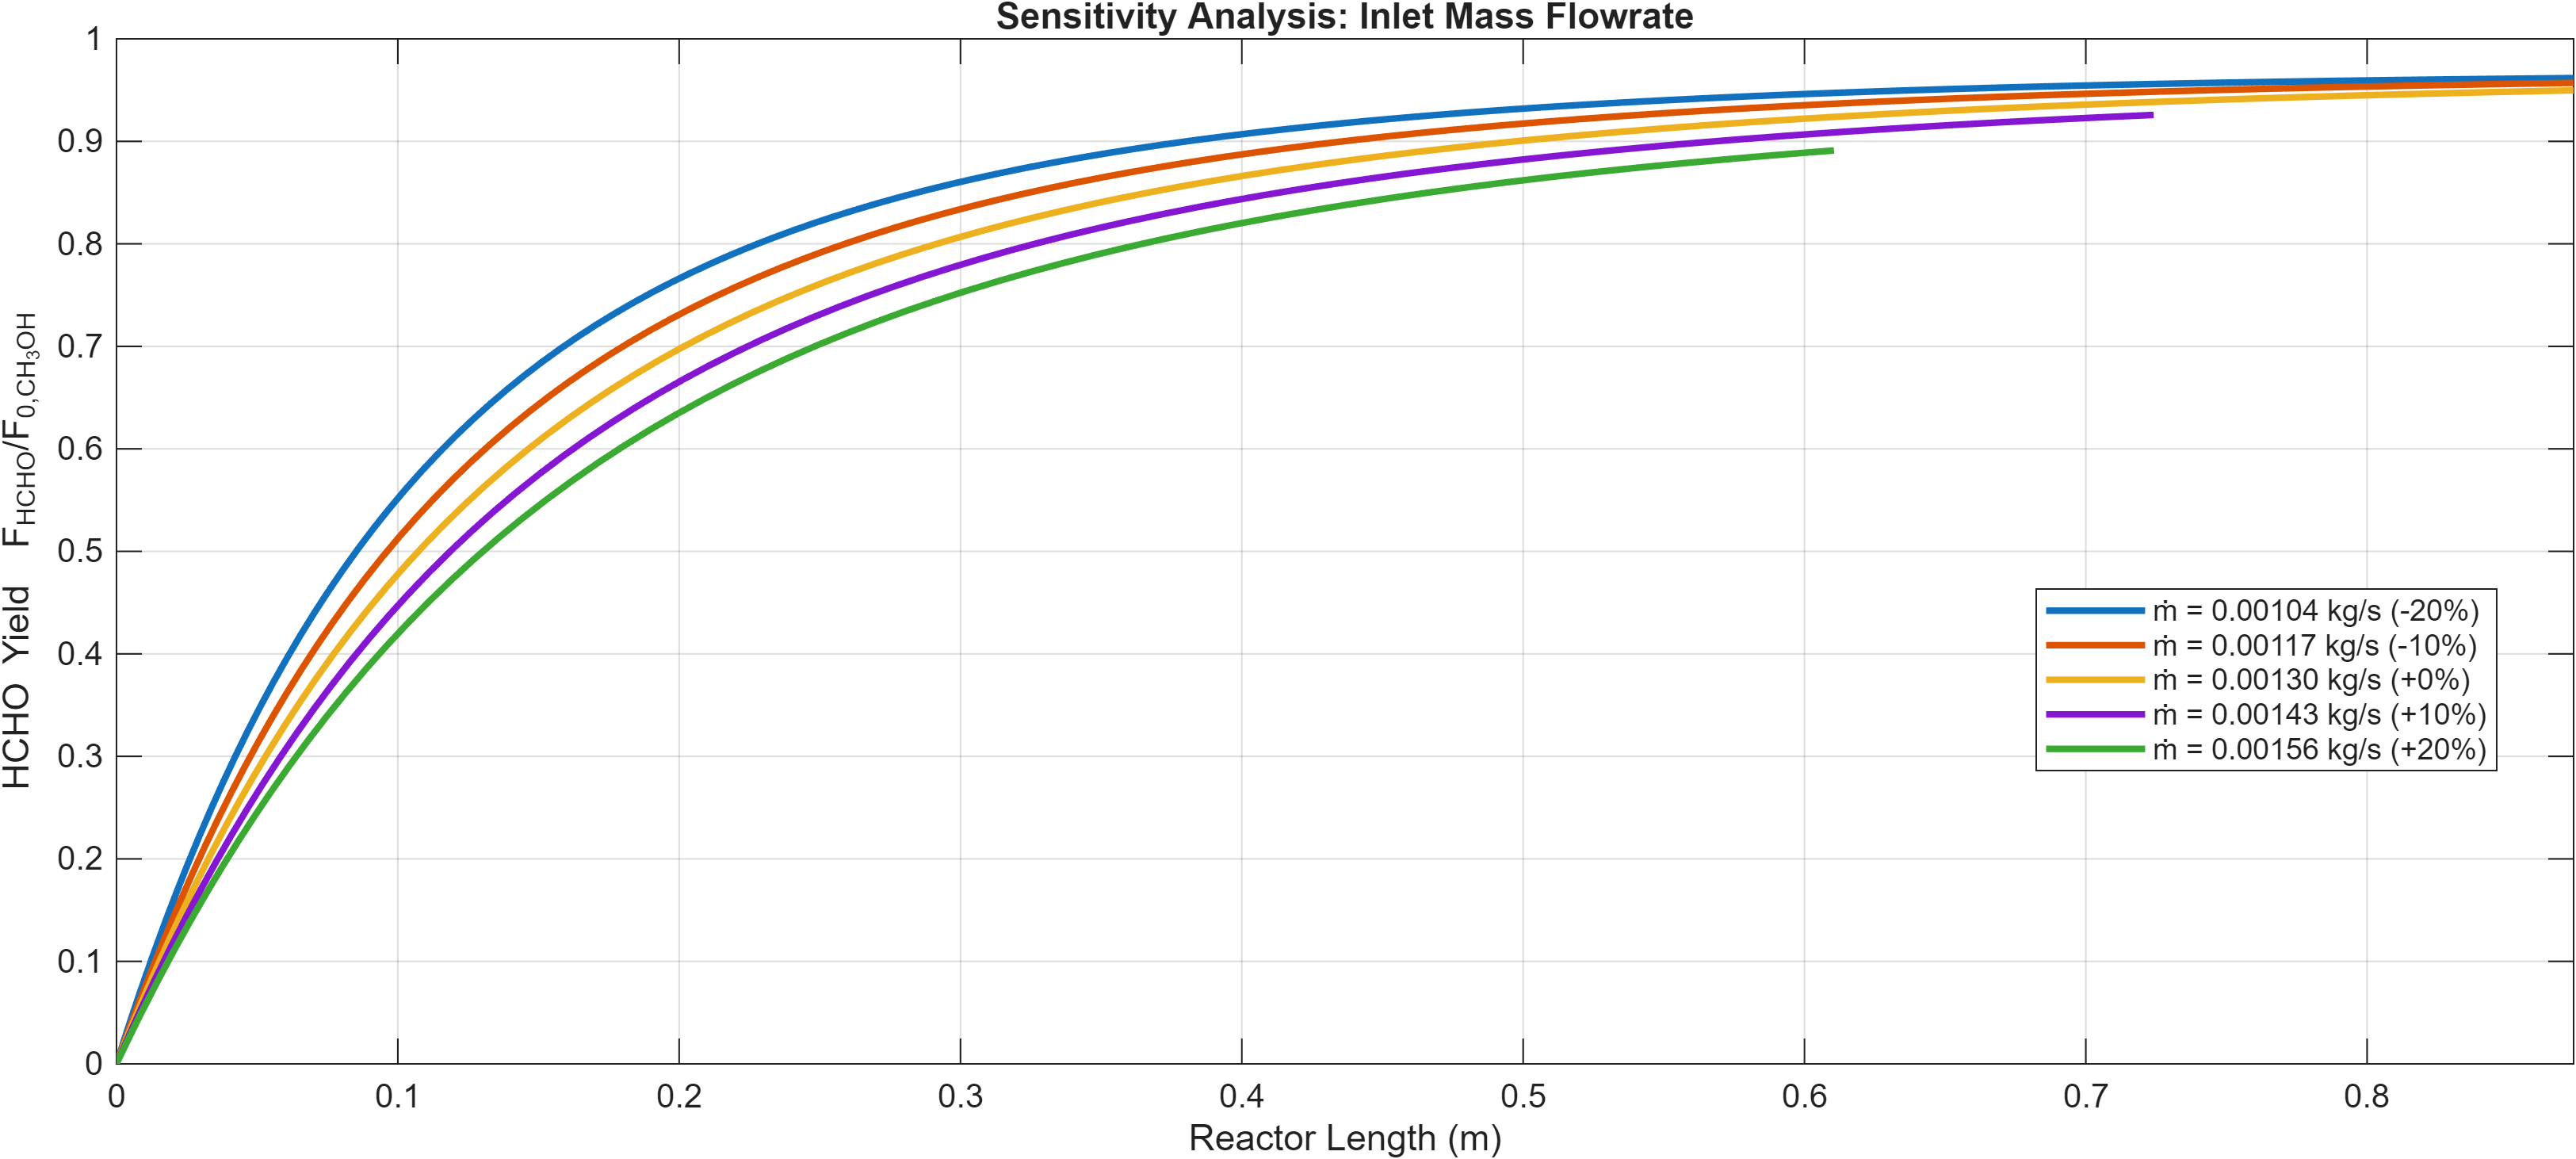 Sensitivity Analysis: Inlet Mass Flowrate
1
0.9
0.8
0.7
0.6
0.5
0.4
0.3
0.2
0.1
0
HCHO Yield F_HCHO/F_0,CH₃OH
ṁ = 0.00104 kg/s (-20%)
ṁ = 0.00117 kg/s (-10%)
ṁ = 0.00130 kg/s (+0%)
ṁ = 0.00143 kg/s (+10%)
ṁ = 0.00156 kg/s (+20%)
0 0.1 0.2 0.3 0.4 0.5 0.6 0.7 0.8
Reactor Length (m)